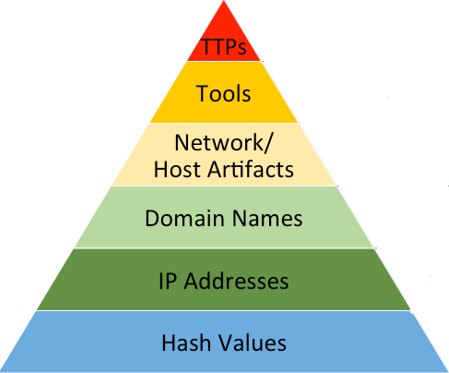 TTPs
Tools
Network/
Host Artifacts
Domain Names
IP Addresses
Hash Values